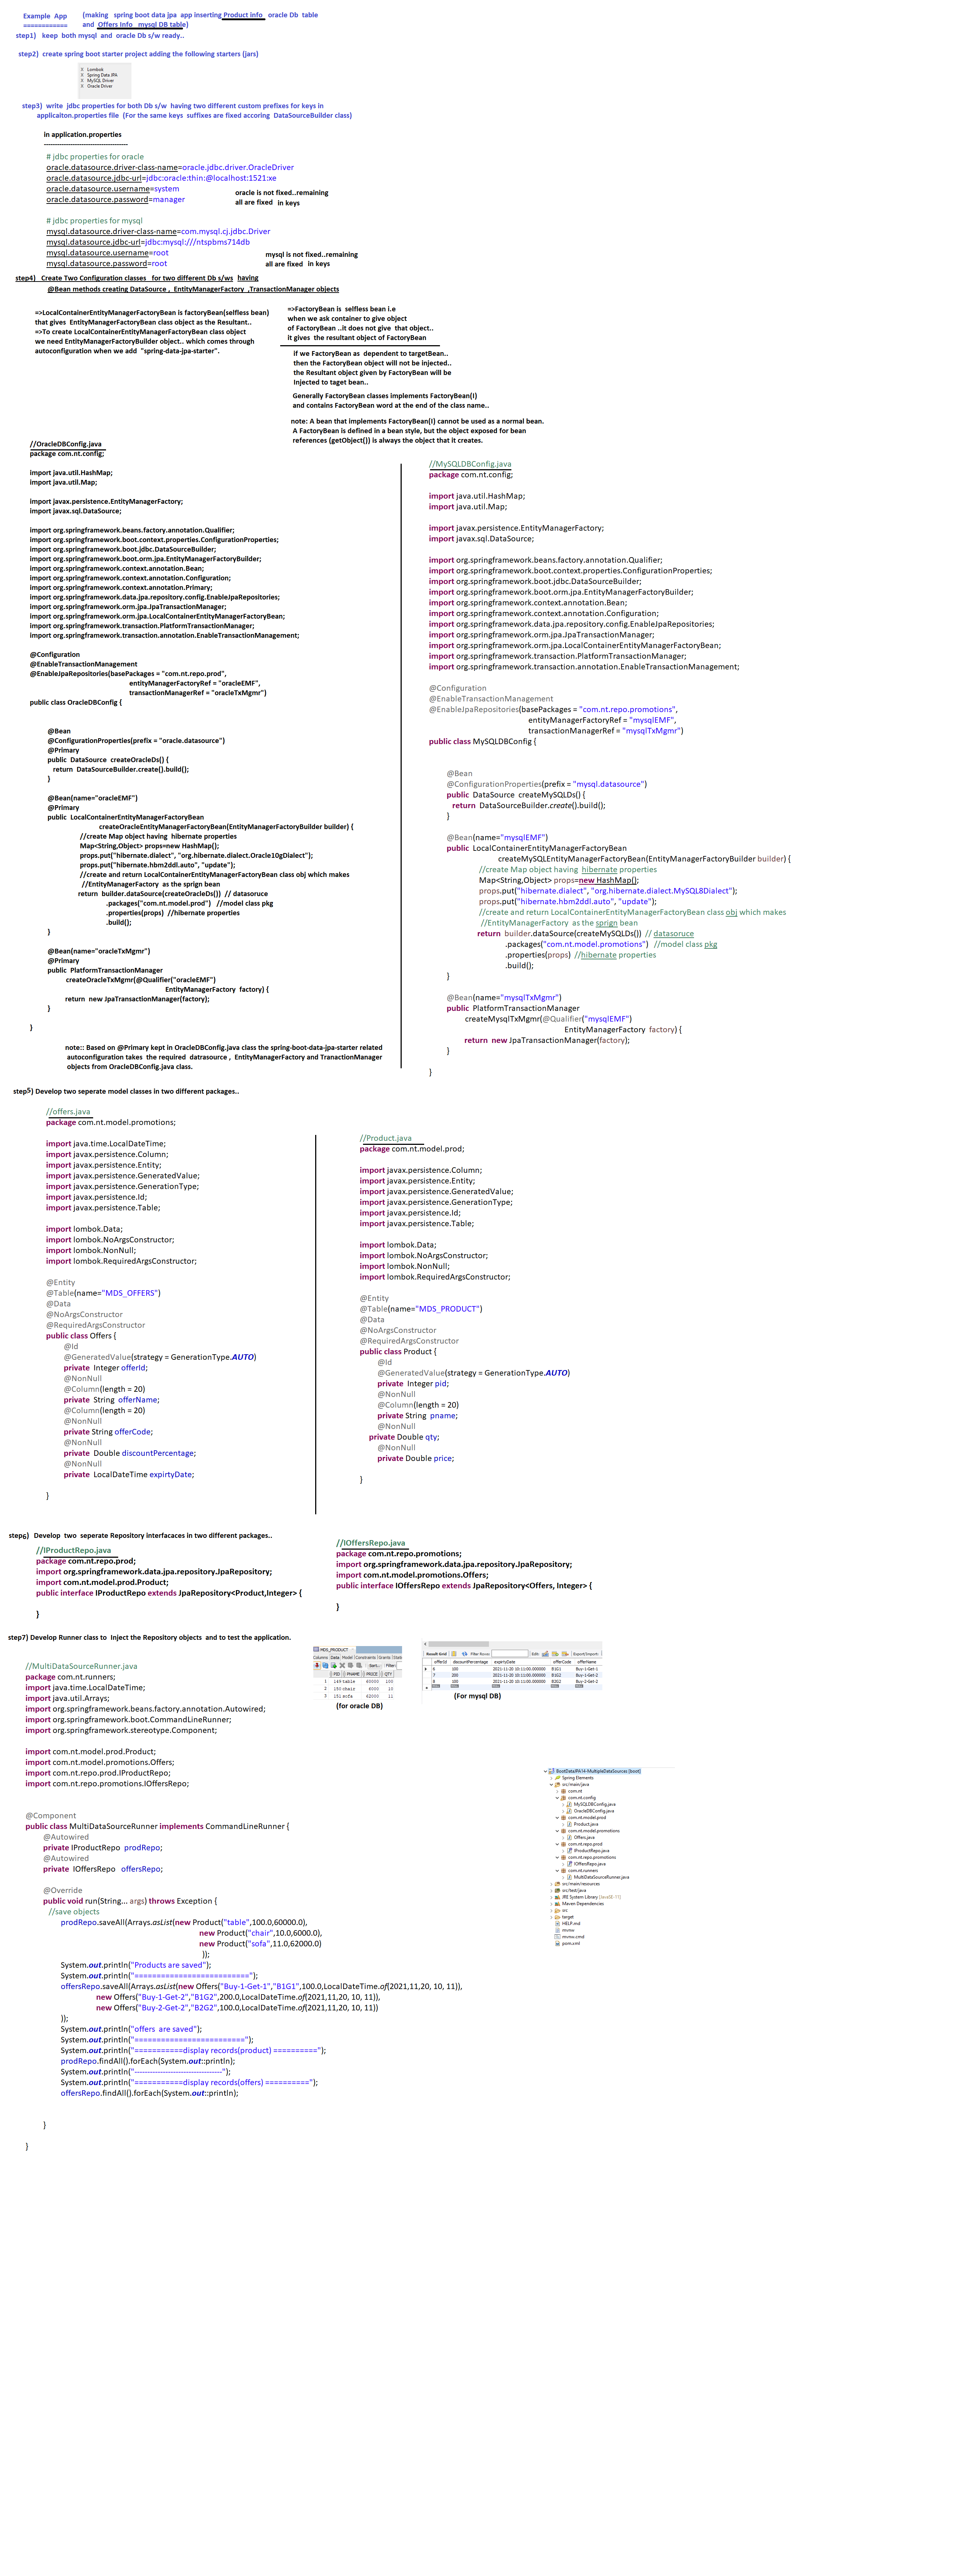 Example  App
============
(making   spring boot data jpa  app inserting Product info   oracle Db  table
and  Offers Info   mysql DB table)
step1)   keep  both mysql  and  oracle Db s/w ready..
step2)  create spring boot starter project adding the following starters (jars)
X Lombok
X Spring Data JPA
X MySQL Driver
X Oracle Driver
step3)  write  jdbc properties for both Db s/w  having two different custom prefixes for keys in
applicaiton.properties file  (For the same keys  suffixes are fixed accoring  DataSourceBuilder class)
in application.properties
-------------------------------------
# jdbc properties for oracle
oracle.datasource.driver-class-name=oracle.jdbc.driver.OracleDriver
oracle.datasource.jdbc-url=jdbc:oracle:thin:@localhost:1521:xe
oracle.datasource.username=system
oracle.datasource.password=manager
oracle is not fixed..remaining
all are fixed  in keys
# jdbc properties for mysql
mysql.datasource.driver-class-name=com.mysql.cj.jdbc.Driver
mysql.datasource.jdbc-url=jdbc:mysql:///ntspbms714db
mysql.datasource.username=root
mysql.datasource.password=root
mysql is not fixed..remaining
all are fixed  in keys
step4)   Create Two Configuration classes   for two different Db s/ws  having
@Bean methods creating DataSource ,  EntityManagerFactory  ,TransactionManager objects
=>LocalContainerEntityManagerFactoryBean is factoryBean(selfless bean)
that gives  EntityManagerFactoryBean class object as the Resultant..
=>To create LocalContainerEntityManagerFactoryBean class object
we need EntityManagerBuilder object.. which comes through
autoconfiguration when we add  "spring-data-jpa-starter".
=>FactoryBean is  selfless bean i.e
when we ask container to give object
of FactoryBean ..it does not give  that object..
it gives  the resultant object of FactoryBean
if we FactoryBean as  dependent to targetBean..
then the FactoryBean object will not be injected..
the Resultant object given by FactoryBean will be
Injected to taget bean..
Generally FactoryBean classes implements FactoryBean(I)
and contains FactoryBean word at the end of the class name..
note: A bean that implements FactoryBean(I) cannot be used as a normal bean.
A FactoryBean is defined in a bean style, but the object exposed for bean
references (getObject()) is always the object that it creates.
//OracleDBConfig.java
package com.nt.config;
import java.util.HashMap;
import java.util.Map;
import javax.persistence.EntityManagerFactory;
import javax.sql.DataSource;
import org.springframework.beans.factory.annotation.Qualifier;
import org.springframework.boot.context.properties.ConfigurationProperties;
import org.springframework.boot.jdbc.DataSourceBuilder;
import org.springframework.boot.orm.jpa.EntityManagerFactoryBuilder;
import org.springframework.context.annotation.Bean;
import org.springframework.context.annotation.Configuration;
import org.springframework.context.annotation.Primary;
import org.springframework.data.jpa.repository.config.EnableJpaRepositories;
import org.springframework.orm.jpa.JpaTransactionManager;
import org.springframework.orm.jpa.LocalContainerEntityManagerFactoryBean;
import org.springframework.transaction.PlatformTransactionManager;
import org.springframework.transaction.annotation.EnableTransactionManagement;
@Configuration
@EnableTransactionManagement
@EnableJpaRepositories(basePackages = "com.nt.repo.prod",
entityManagerFactoryRef = "oracleEMF",
transactionManagerRef = "oracleTxMgmr")
public class OracleDBConfig {
@Bean
@ConfigurationProperties(prefix = "oracle.datasource")
@Primary
public  DataSource  createOracleDs() {
return  DataSourceBuilder.create().build();
}
@Bean(name="oracleEMF")
@Primary
public  LocalContainerEntityManagerFactoryBean
createOracleEntityManagerFactoryBean(EntityManagerFactoryBuilder builder) {
//create Map object having  hibernate properties
Map<String,Object> props=new HashMap();
props.put("hibernate.dialect", "org.hibernate.dialect.Oracle10gDialect");
props.put("hibernate.hbm2ddl.auto", "update");
//create and return LocalContainerEntityManagerFactoryBean class obj which makes
//EntityManagerFactory  as the sprign bean
return  builder.dataSource(createOracleDs())  // datasoruce
.packages("com.nt.model.prod")   //model class pkg
.properties(props)  //hibernate properties
.build();
}
@Bean(name="oracleTxMgmr")
@Primary
public  PlatformTransactionManager
createOracleTxMgmr(@Qualifier("oracleEMF")
EntityManagerFactory  factory) {
return  new JpaTransactionManager(factory);
}
}
note:: Based on @Primary kept in OracleDBConfig.java class the spring-boot-data-jpa-starter related
autoconfiguration takes  the required  datrasource ,  EntityManagerFactory and TranactionManager
objects from OracleDBConfig.java class.
//MySQLDBConfig.java
package com.nt.config;
import java.util.HashMap;
import java.util.Map;
import javax.persistence.EntityManagerFactory;
import javax.sql.DataSource;
import org.springframework.beans.factory.annotation.Qualifier;
import org.springframework.boot.context.properties.ConfigurationProperties;
import org.springframework.boot.jdbc.DataSourceBuilder;
import org.springframework.boot.orm.jpa.EntityManagerFactoryBuilder;
import org.springframework.context.annotation.Bean;
import org.springframework.context.annotation.Configuration;
import org.springframework.data.jpa.repository.config.EnableJpaRepositories;
import org.springframework.orm.jpa.JpaTransactionManager;
import org.springframework.orm.jpa.LocalContainerEntityManagerFactoryBean;
import org.springframework.transaction.PlatformTransactionManager;
import org.springframework.transaction.annotation.EnableTransactionManagement;
@Configuration
@EnableTransactionManagement
@EnableJpaRepositories(basePackages = "com.nt.repo.promotions",
entityManagerFactoryRef = "mysqlEMF",
transactionManagerRef = "mysqlTxMgmr")
public class MySQLDBConfig {
@Bean
@ConfigurationProperties(prefix = "mysql.datasource")
public  DataSource  createMySQLDs() {
return  DataSourceBuilder.create().build();
}
@Bean(name="mysqlEMF")
public  LocalContainerEntityManagerFactoryBean
createMySQLEntityManagerFactoryBean(EntityManagerFactoryBuilder builder) {
//create Map object having  hibernate properties
Map<String,Object> props=new HashMap();
props.put("hibernate.dialect", "org.hibernate.dialect.MySQL8Dialect");
props.put("hibernate.hbm2ddl.auto", "update");
//create and return LocalContainerEntityManagerFactoryBean class obj which makes
//EntityManagerFactory  as the sprign bean
return  builder.dataSource(createMySQLDs())  // datasoruce
.packages("com.nt.model.promotions")   //model class pkg
.properties(props)  //hibernate properties
.build();
}
@Bean(name="mysqlTxMgmr")
public  PlatformTransactionManager
createMysqlTxMgmr(@Qualifier("mysqlEMF")
EntityManagerFactory  factory) {
return  new JpaTransactionManager(factory);
}
}
step5) Develop two seperate model classes in two different packages..
//offers.java
package com.nt.model.promotions;
import java.time.LocalDateTime;
import javax.persistence.Column;
import javax.persistence.Entity;
import javax.persistence.GeneratedValue;
import javax.persistence.GenerationType;
import javax.persistence.Id;
import javax.persistence.Table;
import lombok.Data;
import lombok.NoArgsConstructor;
import lombok.NonNull;
import lombok.RequiredArgsConstructor;
@Entity
@Table(name="MDS_OFFERS")
@Data
@NoArgsConstructor
@RequiredArgsConstructor
public class Offers {
@Id
@GeneratedValue(strategy = GenerationType.AUTO)
private  Integer offerId;
@NonNull
@Column(length = 20)
private  String  offerName;
@Column(length = 20)
@NonNull
private String offerCode;
@NonNull
private  Double discountPercentage;
@NonNull
private  LocalDateTime expirtyDate;
}
//Product.java
package com.nt.model.prod;
import javax.persistence.Column;
import javax.persistence.Entity;
import javax.persistence.GeneratedValue;
import javax.persistence.GenerationType;
import javax.persistence.Id;
import javax.persistence.Table;
import lombok.Data;
import lombok.NoArgsConstructor;
import lombok.NonNull;
import lombok.RequiredArgsConstructor;
@Entity
@Table(name="MDS_PRODUCT")
@Data
@NoArgsConstructor
@RequiredArgsConstructor
public class Product {
@Id
@GeneratedValue(strategy = GenerationType.AUTO)
private  Integer pid;
@NonNull
@Column(length = 20)
private String  pname;
@NonNull
private Double qty;
@NonNull
private Double price;
}
step6)   Develop  two  seperate Repository interfacaces in two different packages..
//IProductRepo.java
package com.nt.repo.prod;
import org.springframework.data.jpa.repository.JpaRepository;
import com.nt.model.prod.Product;
public interface IProductRepo extends JpaRepository<Product,Integer> {
}
//IOffersRepo.java
package com.nt.repo.promotions;
import org.springframework.data.jpa.repository.JpaRepository;
import com.nt.model.promotions.Offers;
public interface IOffersRepo extends JpaRepository<Offers, Integer> {
}
step7) Develop Runner class to  Inject the Repository objects  and to test the application.
MDS_PRODUCT
Columns Data Model Constraints Grants
Sort.. Filter:
PID PNAME PRICE QTY
1 149 table 60000 100
2 150 chair 6000 10
3 151 sofa 62000 11
(for oracle DB)
Result Grid Filter Rows: Edit: Export/Import:
offerId discountPercentage expirtyDate offerCode offerName
6 100 2021-11-20 10:11:00.000000 B1G1 Buy-1-Get-1
7 200 2021-11-20 10:11:00.000000 B1G2 Buy-1-Get-2
8 100 2021-11-20 10:11:00.000000 B2G2 Buy-2-Get-2
(For mysql DB)
//MultiDataSourceRunner.java
package com.nt.runners;
import java.time.LocalDateTime;
import java.util.Arrays;
import org.springframework.beans.factory.annotation.Autowired;
import org.springframework.boot.CommandLineRunner;
import org.springframework.stereotype.Component;
import com.nt.model.prod.Product;
import com.nt.model.promotions.Offers;
import com.nt.repo.prod.IProductRepo;
import com.nt.repo.promotions.IOffersRepo;
@Component
public class MultiDataSourceRunner implements CommandLineRunner {
@Autowired
private IProductRepo  prodRepo;
@Autowired
private  IOffersRepo   offersRepo;
@Override
public void run(String... args) throws Exception {
//save objects
prodRepo.saveAll(Arrays.asList(new Product("table",100.0,60000.0),
new Product("chair",10.0,6000.0),
new Product("sofa",11.0,62000.0)
));
System.out.println("Products are saved");
System.out.println("==========================");
offersRepo.saveAll(Arrays.asList(new Offers("Buy-1-Get-1","B1G1",100.0,LocalDateTime.of(2021,11,20, 10, 11)),
new Offers("Buy-1-Get-2","B1G2",200.0,LocalDateTime.of(2021,11,20, 10, 11)),
new Offers("Buy-2-Get-2","B2G2",100.0,LocalDateTime.of(2021,11,20, 10, 11))
));
System.out.println("offers  are saved");
System.out.println("=========================");
System.out.println("===========display records(product) ==========");
prodRepo.findAll().forEach(System.out::println);
System.out.println("---------------------------------");
System.out.println("===========display records(offers) ==========");
offersRepo.findAll().forEach(System.out::println);
}
}
BootDataJPA14-MultipleDataSources [boot]
Spring Elements
src/main/java
com.nt
com.nt.config
MySQLDBConfig.java
OracleDBConfig.java
com.nt.model.prod
Product.java
com.nt.model.promotions
Offers.java
com.nt.repo.prod
IProductRepo.java
com.nt.repo.promotions
IOffersRepo.java
com.nt.runners
MultiDataSourceRunner.java
src/main/resources
src/test/java
JRE System Library [JavaSE-11]
Maven Dependencies
src
target
HELP.md
mvnw
mvnw.cmd
pom.xml